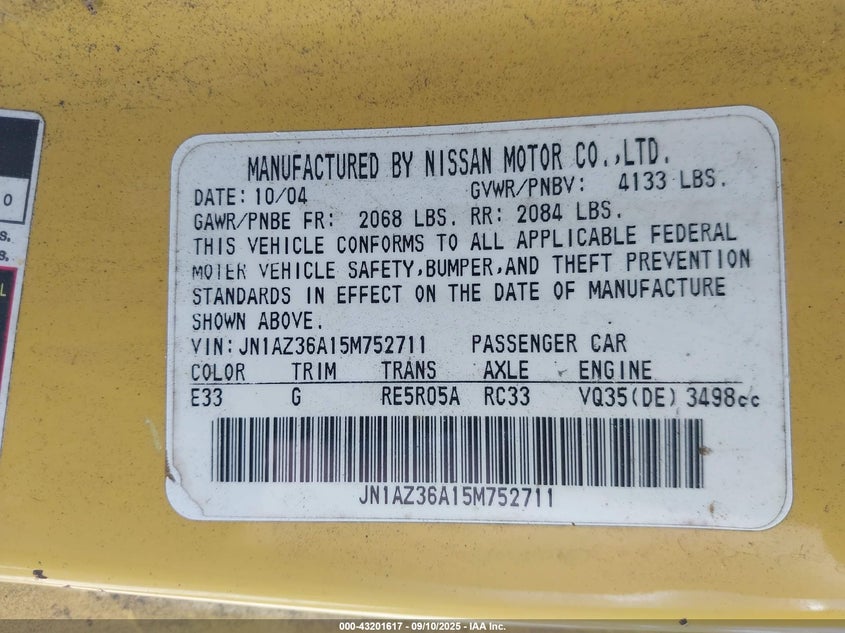 MANUFACTURED BY NISSAN MOTOR CO.,LTD.
DATE: 10/04 GVWR/PNBV: 4133 LBS.
GAWR/PNBE FR: 2068 LBS. RR: 2084 LBS.
THIS VEHICLE CONFORMS TO ALL APPLICABLE FEDERAL
MOTER VEHICLE SAFETY,BUMPER,AND THEFT PREVENTION
STANDARDS IN EFFECT ON THE DATE OF MANUFACTURE
SHOWN ABOVE.
VIN: JN1AZ36A15M752711 PASSENGER CAR
COLOR TRIM TRANS AXLE ENGINE
E33 G RE5R05A RC33 VQ35(DE) 3498cc
JN1AZ36A15M752711
0
s.
s.
L
000-43201617 - 09/10/2025 - IAA Inc.